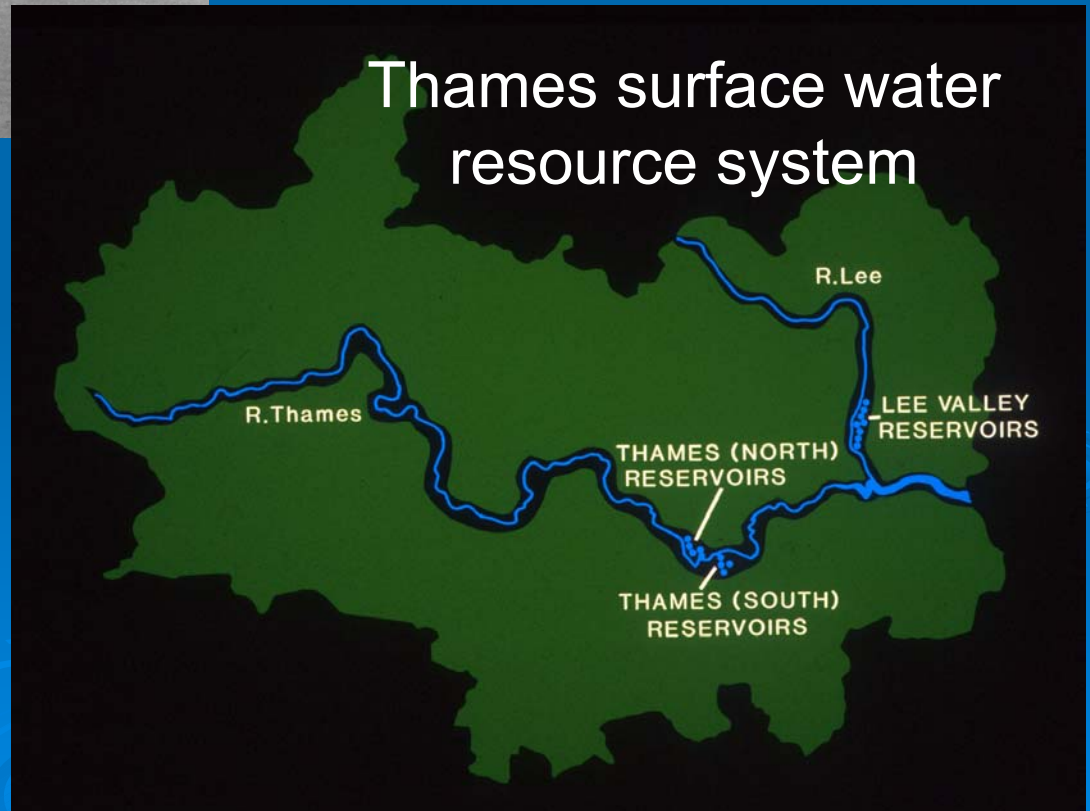 Thames surface water
resource system
R.Lee
R.Thames
LEE VALLEY
RESERVOIRS
THAMES (NORTH)
RESERVOIRS
THAMES (SOUTH)
RESERVOIRS